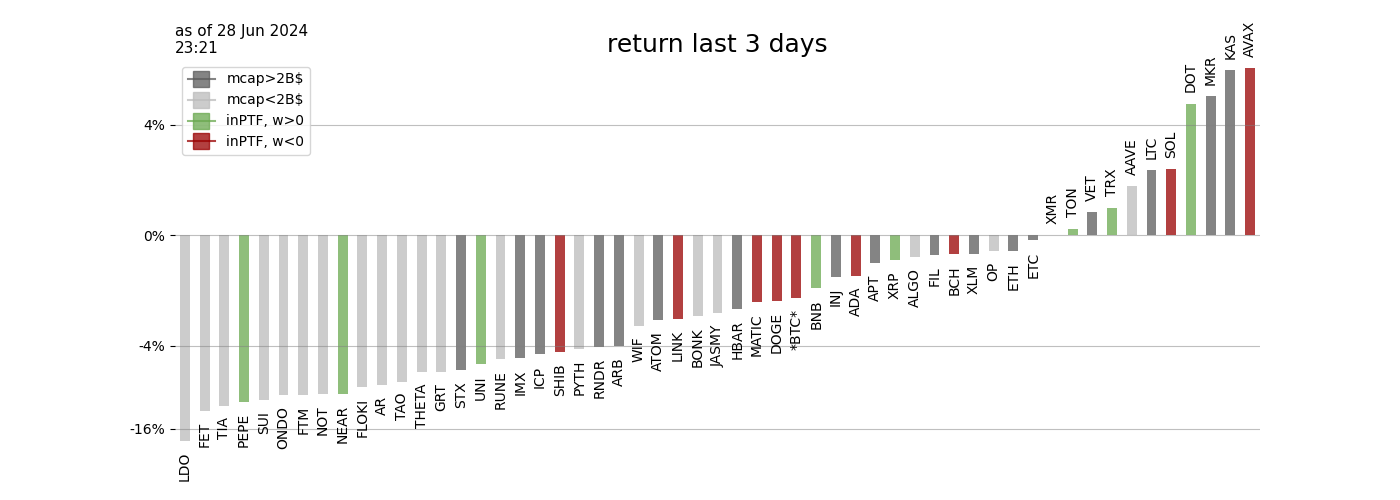 as of 28 Jun 2024
23:21
return last 3 days
mcap>2B$
mcap<2B$
inPTF, w>0
inPTF, w<0
4%
0%
-4%
-16%
LDO
FET
TIA
PEPE
SUI
ONDO
FTM
NOT
NEAR
FLOKI
AR
TAO
THETA
GRT
STX
UNI
RUNE
IMX
ICP
SHIB
PYTH
RNDR
ARB
WIF
ATOM
LINK
BONK
JASMY
HBAR
MATIC
DOGE
*BTC*
BNB
INJ
ADA
APT
XRP
ALGO
FIL
BCH
XLM
OP
ETH
ETC
XMR
TON
VET
TRX
AAVE
LTC
SOL
DOT
MKR
KAS
AVAX